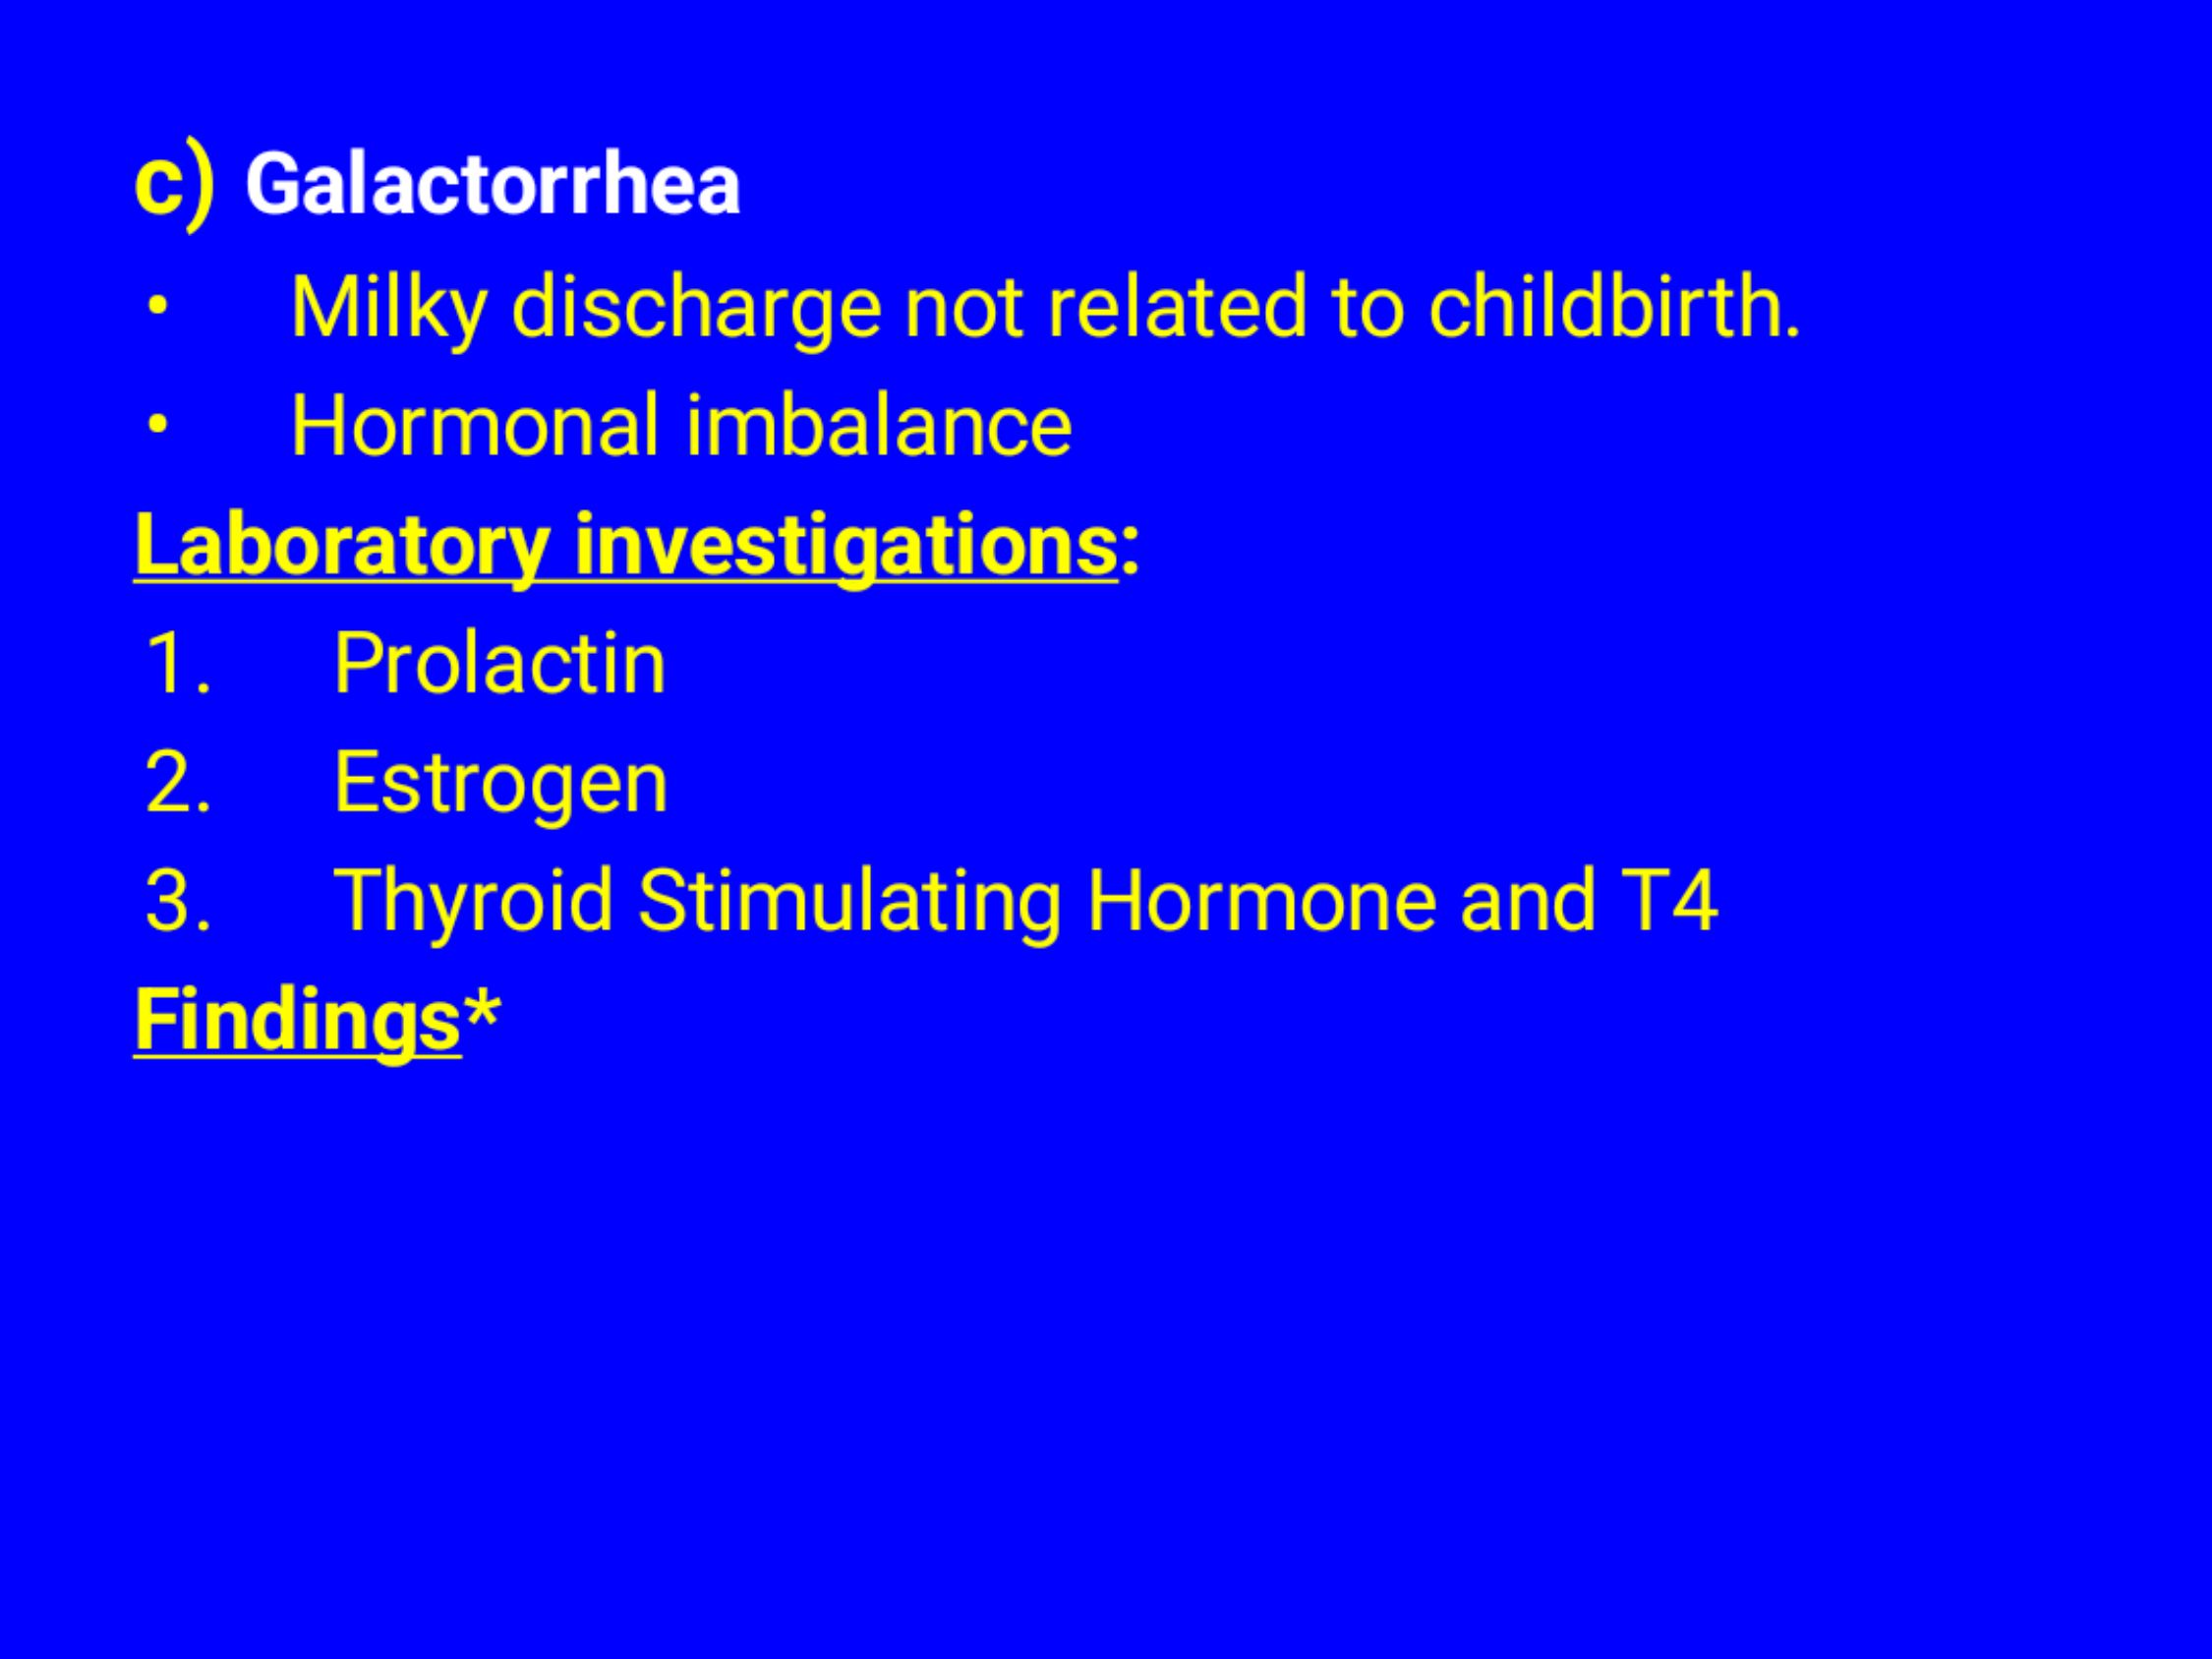 c) Galactorrhea
• Milky discharge not related to childbirth.
• Hormonal imbalance
Laboratory investigations:
1. Prolactin
2. Estrogen
3. Thyroid Stimulating Hormone and T4
Findings*